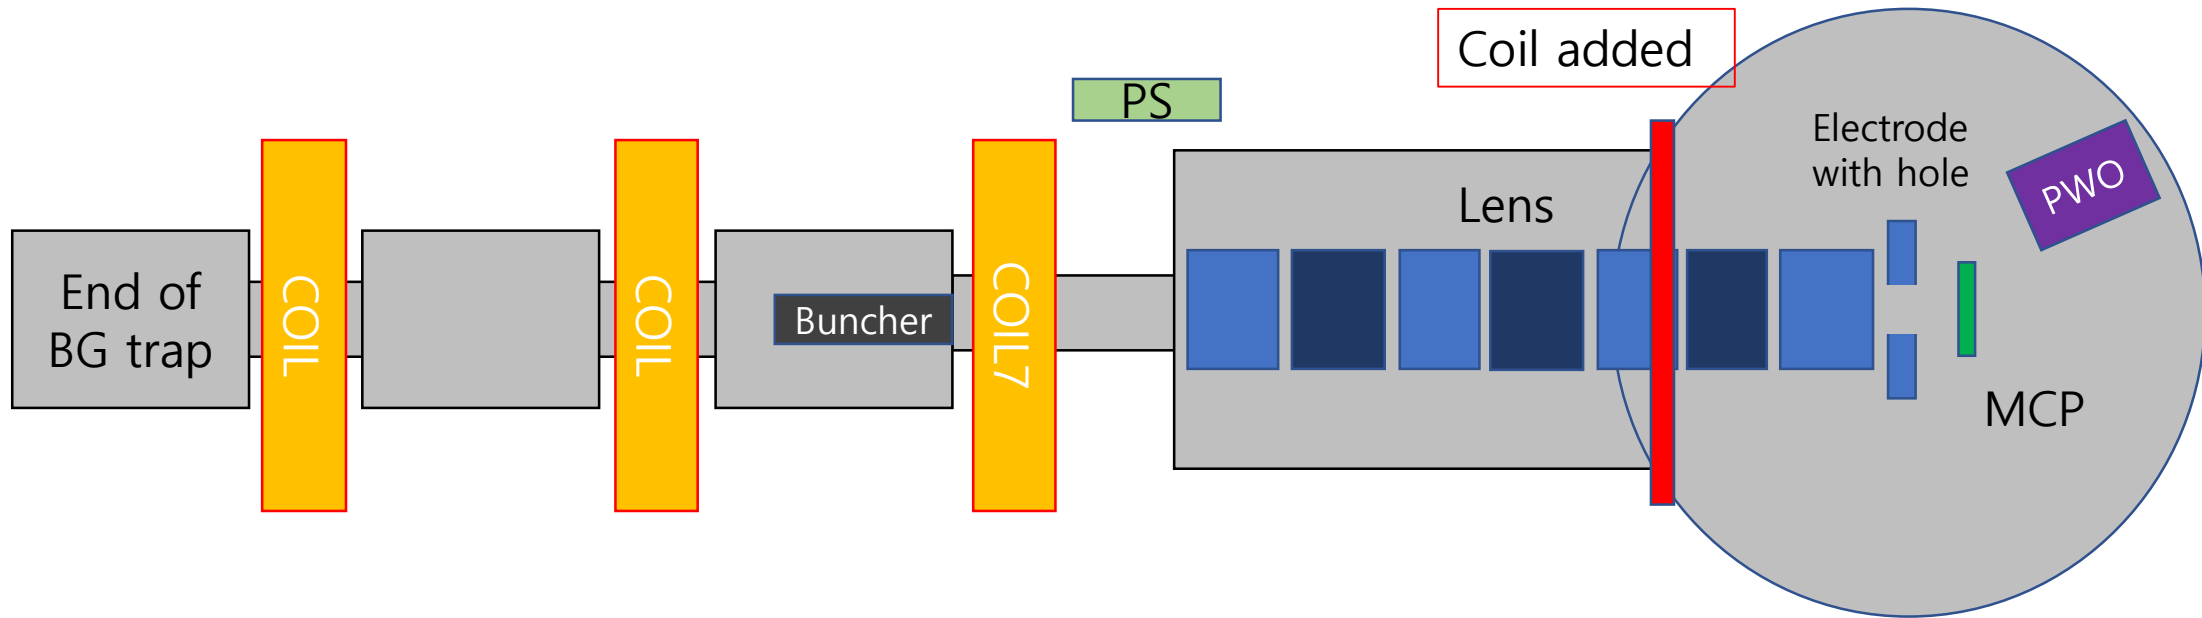 End of
BG trap
COIL
COIL
Buncher
COIL7
PS
Lens
Coil added
Electrode
with hole
PWO
MCP